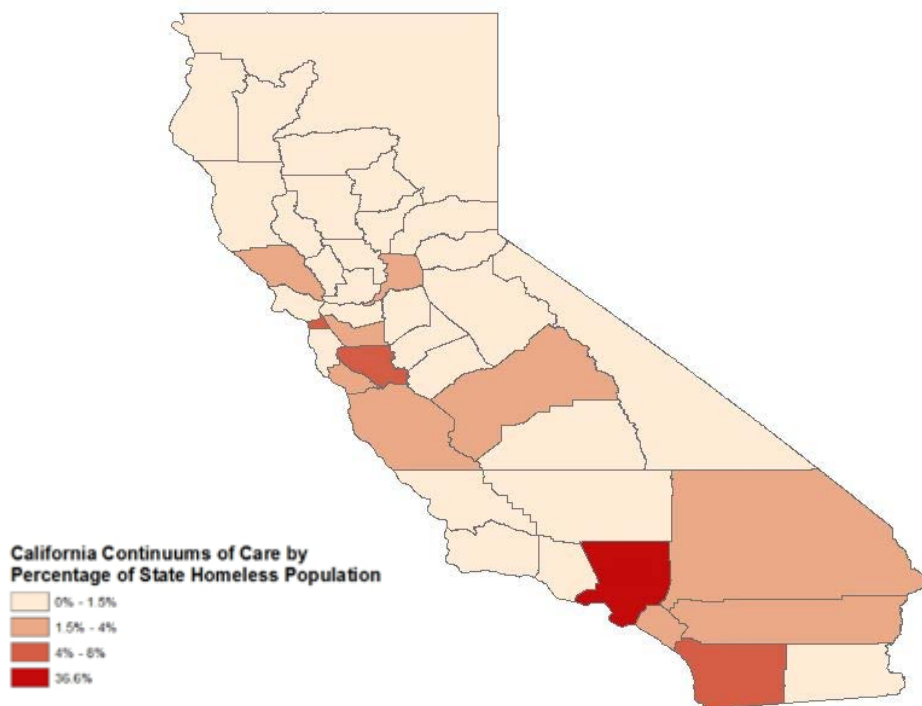 California Continuums of Care by
Percentage of State Homeless Population
0% - 1.5%
1.5% - 4%
4% - 8%
36.6%